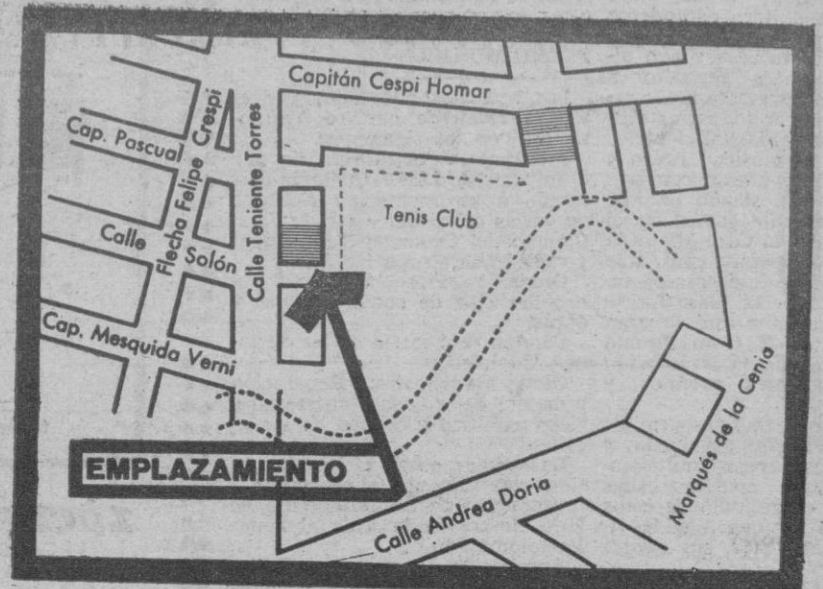 Capitán Cespi Homar
Cap. Pascual
Flecha Felipe Crespi
Calle Teniente Torres
Tenis Club
Calle Solón
Cap. Mesquida Verni
EMPLAZAMIENTO
Calle Andrea Doria
Marqués de la Cenia